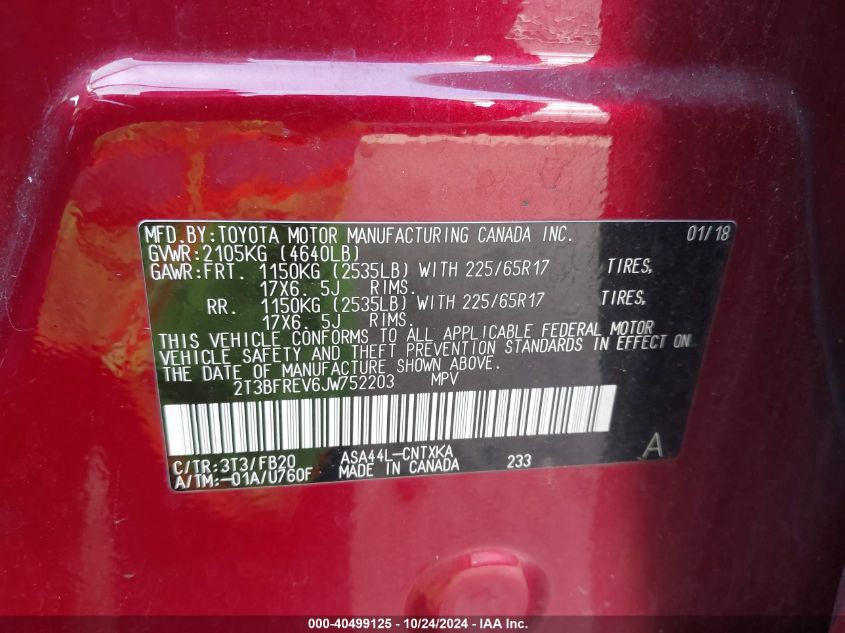 MFD.BY:TOYOTA MOTOR MANUFACTURING CANADA INC. 01/18
GVWR:2105KG (4640LB)
GAWR:FRT. 1150KG (2535LB) WITH 225/65R17 TIRES,
17X6. 5J RIMS.
RR. 1150KG (2535LB) WITH 225/65R17 TIRES,
17X6. 5J RIMS.
THIS VEHICLE CONFORMS TO ALL APPLICABLE FEDERAL MOTOR
VEHICLE SAFETY AND THEFT PREVENTION STANDARDS IN EFFECT ON
THE DATE OF MANUFACTURE SHOWN ABOVE.
2T3BFREV6JW752203 MPV
A
C/TR:3T3/FB20 ASA44L-CNTXKA
A/TM:-01A/U760F MADE IN CANADA 233
000-40499125 - 10/24/2024 - IAA Inc.